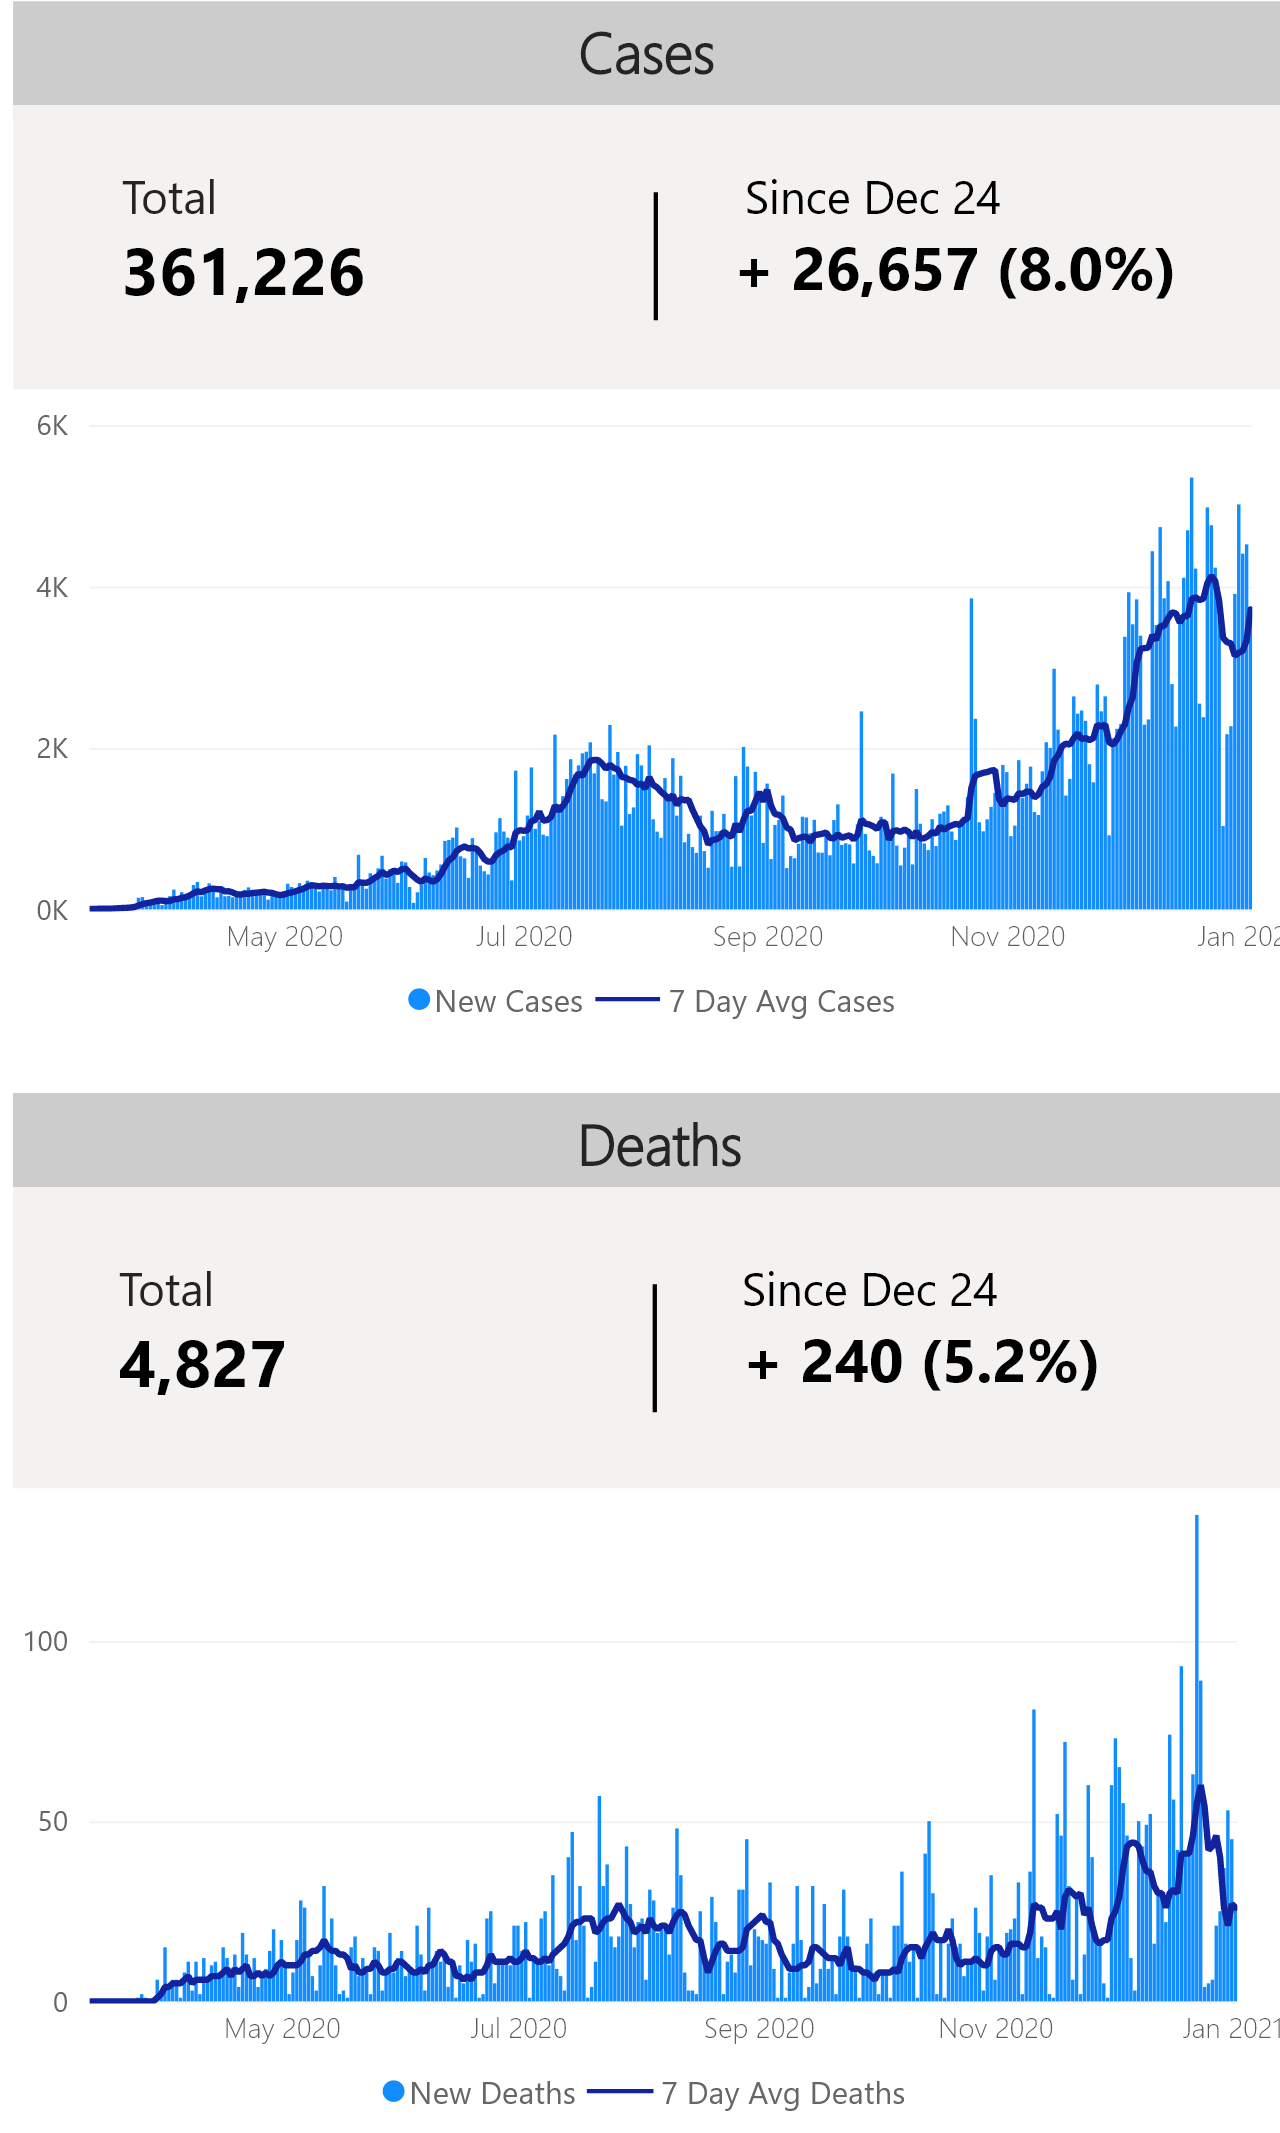 Cases
Total
Since Dec 24
361,226
+ 26,657 (8.0%)
6K
4K
2K
0K
May 2020 Jul 2020 Sep 2020 Nov 2020 Jan 202
New Cases 7 Day Avg Cases
Deaths
Total
Since Dec 24
4,827
+ 240 (5.2%)
100
50
0
May 2020 Jul 2020 Sep 2020 Nov 2020 Jan 2021
New Deaths 7 Day Avg Deaths